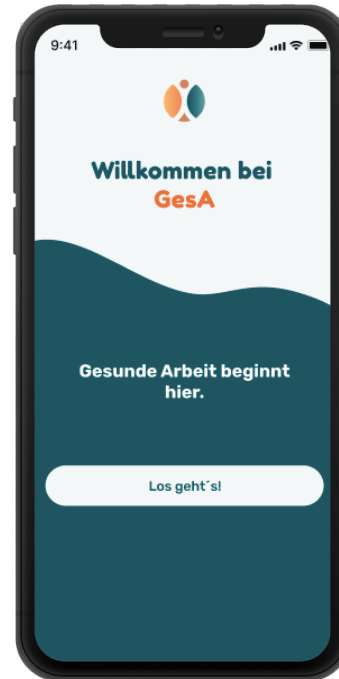 9:41
Willkommen bei
GesA
Gesunde Arbeit beginnt
hier.
Los geht´s!